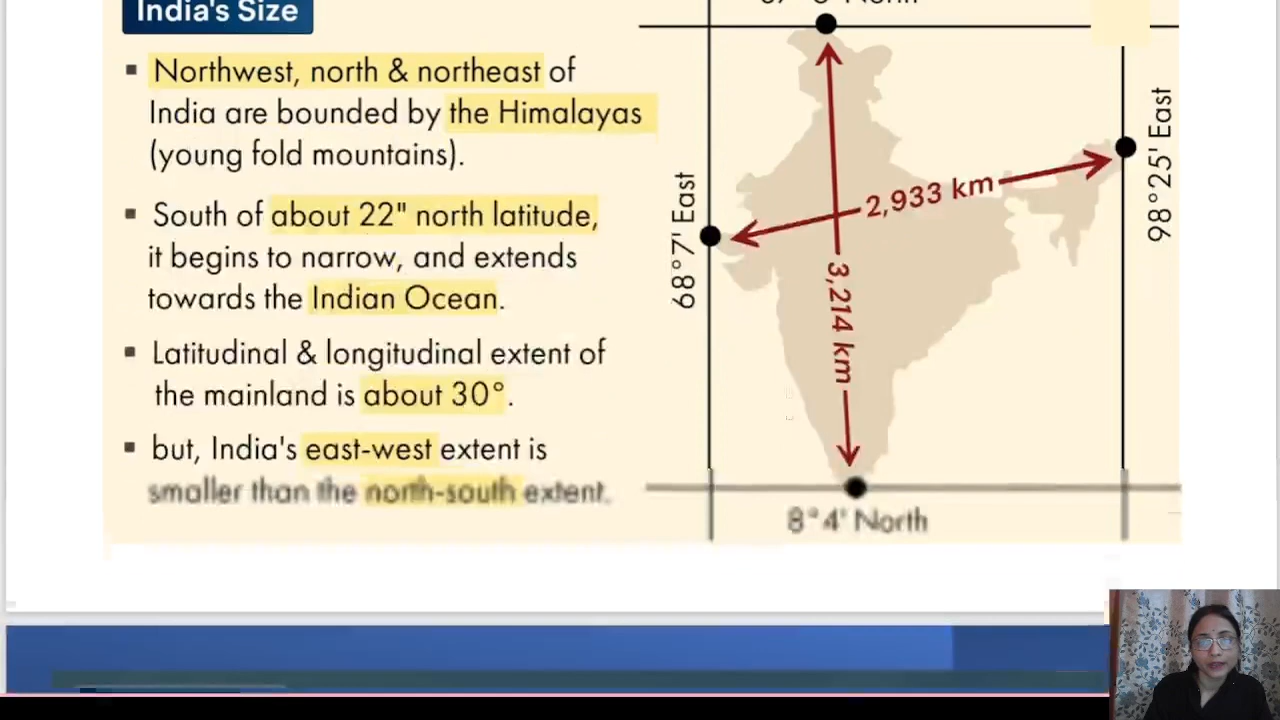 India's Size
▪ Northwest, north & northeast of
India are bounded by the Himalayas
(young fold mountains).
▪ South of about 22" north latitude,
it begins to narrow, and extends
towards the Indian Ocean.
▪ Latitudinal & longitudinal extent of
the mainland is about 30°.
▪ but, India's east-west extent is
smaller than the north-south extent.
North
68°7' East
2,933 km
3,214 km
98°25' East
8°4' North